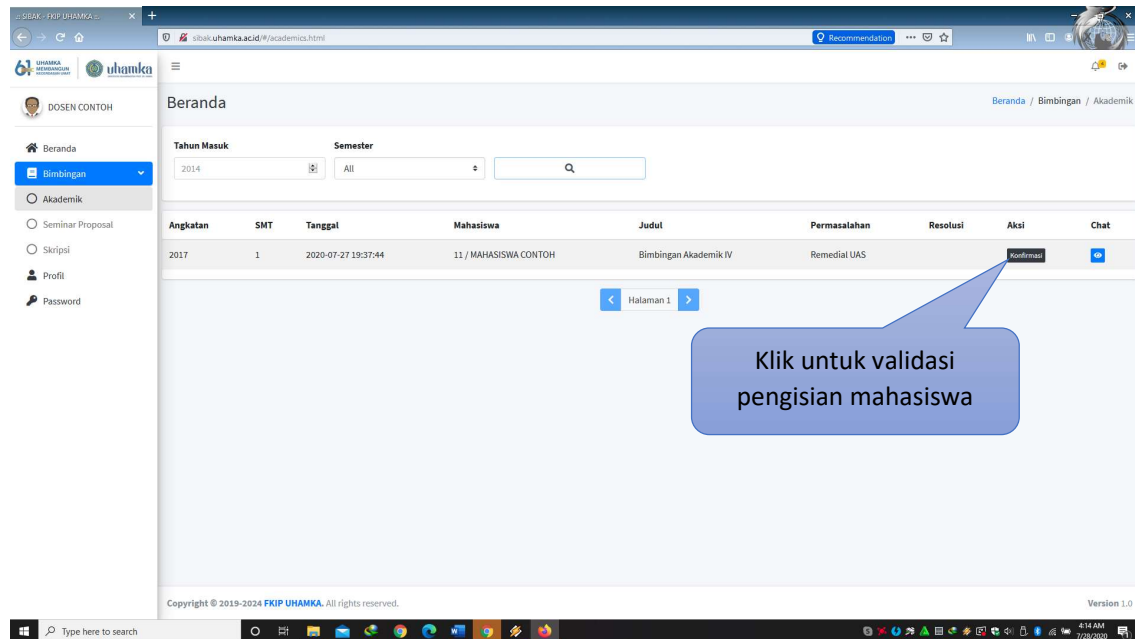 .: SIBAK - FKIP UHAMKA :.
sibak.uhamka.ac.id/#/academics.html
Recommendation
UHAMKA
MEMBANGUN
uhamka
DOSEN CONTOH
Beranda
Beranda / Bimbingan / Akademik
Beranda
Bimbingan
Akademik
Seminar Proposal
Skripsi
Profil
Password
Tahun Masuk
Semester
2014
All
Angkatan SMT Tanggal Mahasiswa Judul Permasalahan Resolusi Aksi Chat
2017 1 2020-07-27 19:37:44 11 / MAHASISWA CONTOH Bimbingan Akademik IV Remedial UAS Konfirmasi
Halaman 1
Klik untuk validasi
pengisian mahasiswa
Copyright © 2019-2024 FKIP UHAMKA. All rights reserved.
Version 1.0
Type here to search
4:14 AM
7/28/2020